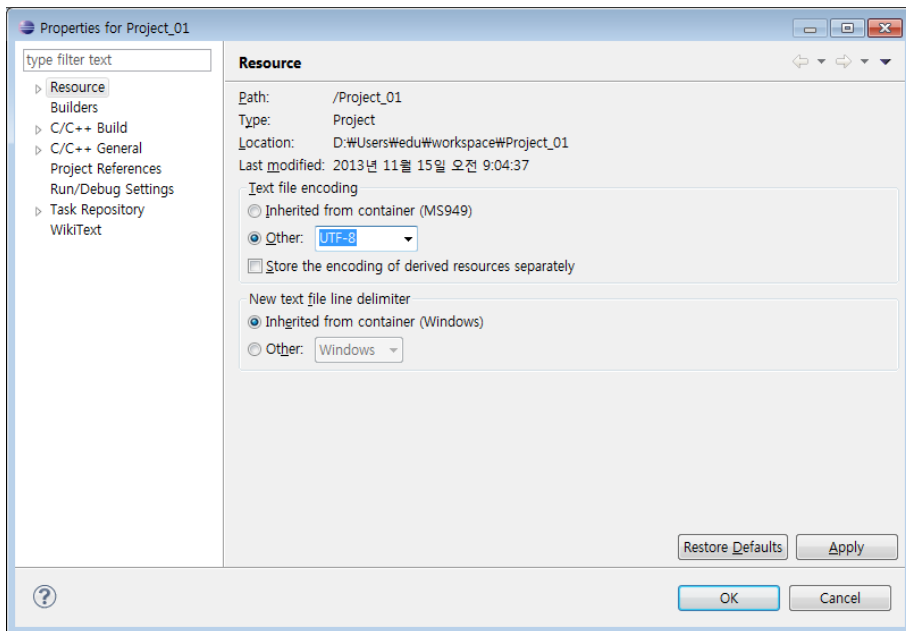 Properties for Project_01
type filter text
Resource
Builders
C/C++ Build
C/C++ General
Project References
Run/Debug Settings
Task Repository
WikiText
Resource
Path: /Project_01
Type: Project
Location: D:₩Users₩edu₩workspace₩Project_01
Last modified: 2013년 11월 15일 오전 9:04:37
Text file encoding
Inherited from container (MS949)
Other: UTF-8
Store the encoding of derived resources separately
New text file line delimiter
Inherited from container (Windows)
Other: Windows
Restore Defaults Apply
OK Cancel